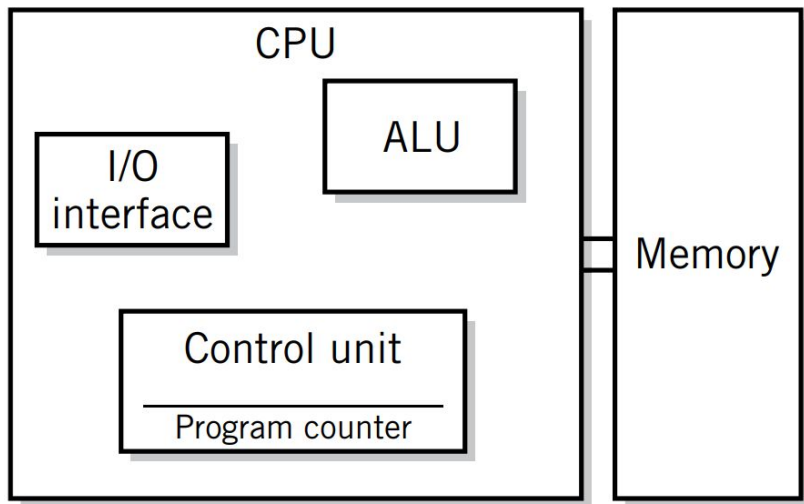 CPU
ALU
I/O
interface
Memory
Control unit
Program counter